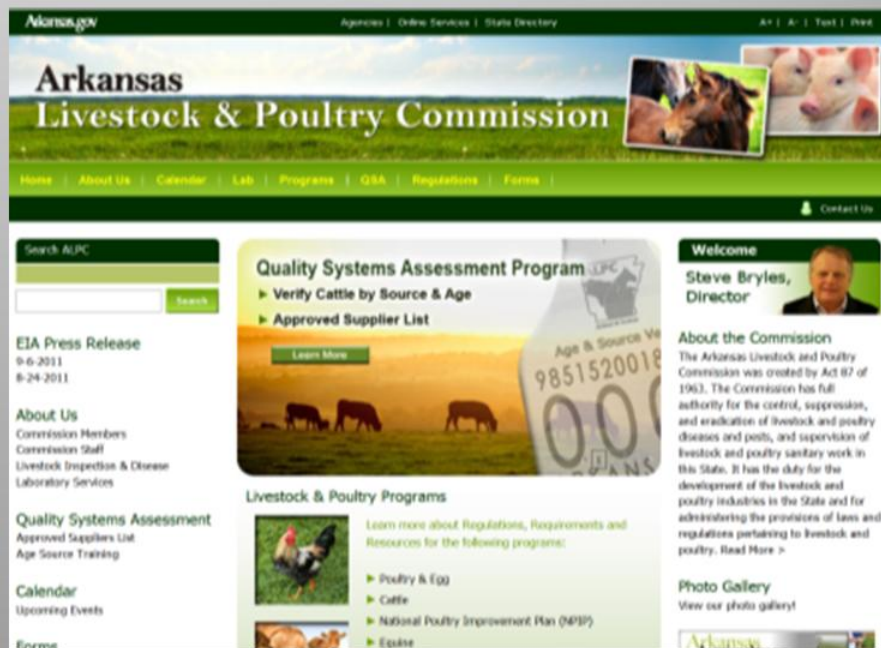 Arkansas.gov
Agencies | Online Services | State Directory
A+ | A- | Text | Print
Arkansas
Livestock & Poultry Commission
Home | About Us | Calendar | Lab | Programs | QSA | Regulations | Forms |
Contact Us
Search ALPC
Search
EIA Press Release
9-6-2011
8-24-2011
About Us
Commission Members
Commission Staff
Livestock Inspection & Disease
Laboratory Services
Quality Systems Assessment
Approved Suppliers List
Age Source Training
Calendar
Upcoming Events
Forms
Quality Systems Assessment Program
Verify Cattle by Source & Age
Approved Supplier List
Learn More
LPC
Age & Source Ve
9851520018
000
Livestock & Poultry Programs
Learn more about Regulations, Requirements and
Resources for the following programs:
Poultry & Egg
Cattle
National Poultry Improvement Plan (NPIP)
Equine
Welcome
Steve Bryles,
Director
About the Commission
The Arkansas Livestock and Poultry
Commission was created by Act 87 of
1963. The Commission has full
authority for the control, suppression,
and eradication of livestock and poultry
diseases and pests, and supervision of
livestock and poultry sanitary work in
this State. It has the duty for the
development of the livestock and
poultry industries in the State and for
administering the provisions of laws and
regulations pertaining to livestock and
poultry. Read More >
Photo Gallery
View our photo gallery!
Arkansas